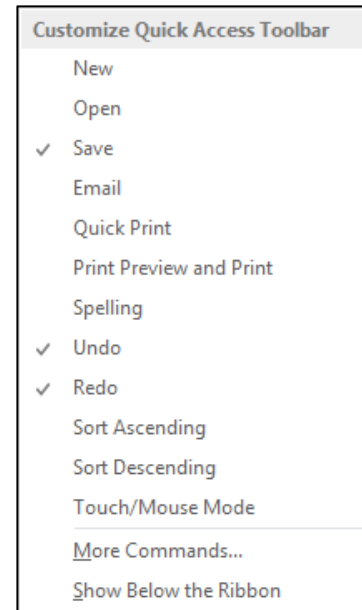 Customize Quick Access Toolbar
New
Open
Save
Email
Quick Print
Print Preview and Print
Spelling
Undo
Redo
Sort Ascending
Sort Descending
Touch/Mouse Mode
More Commands...
Show Below the Ribbon